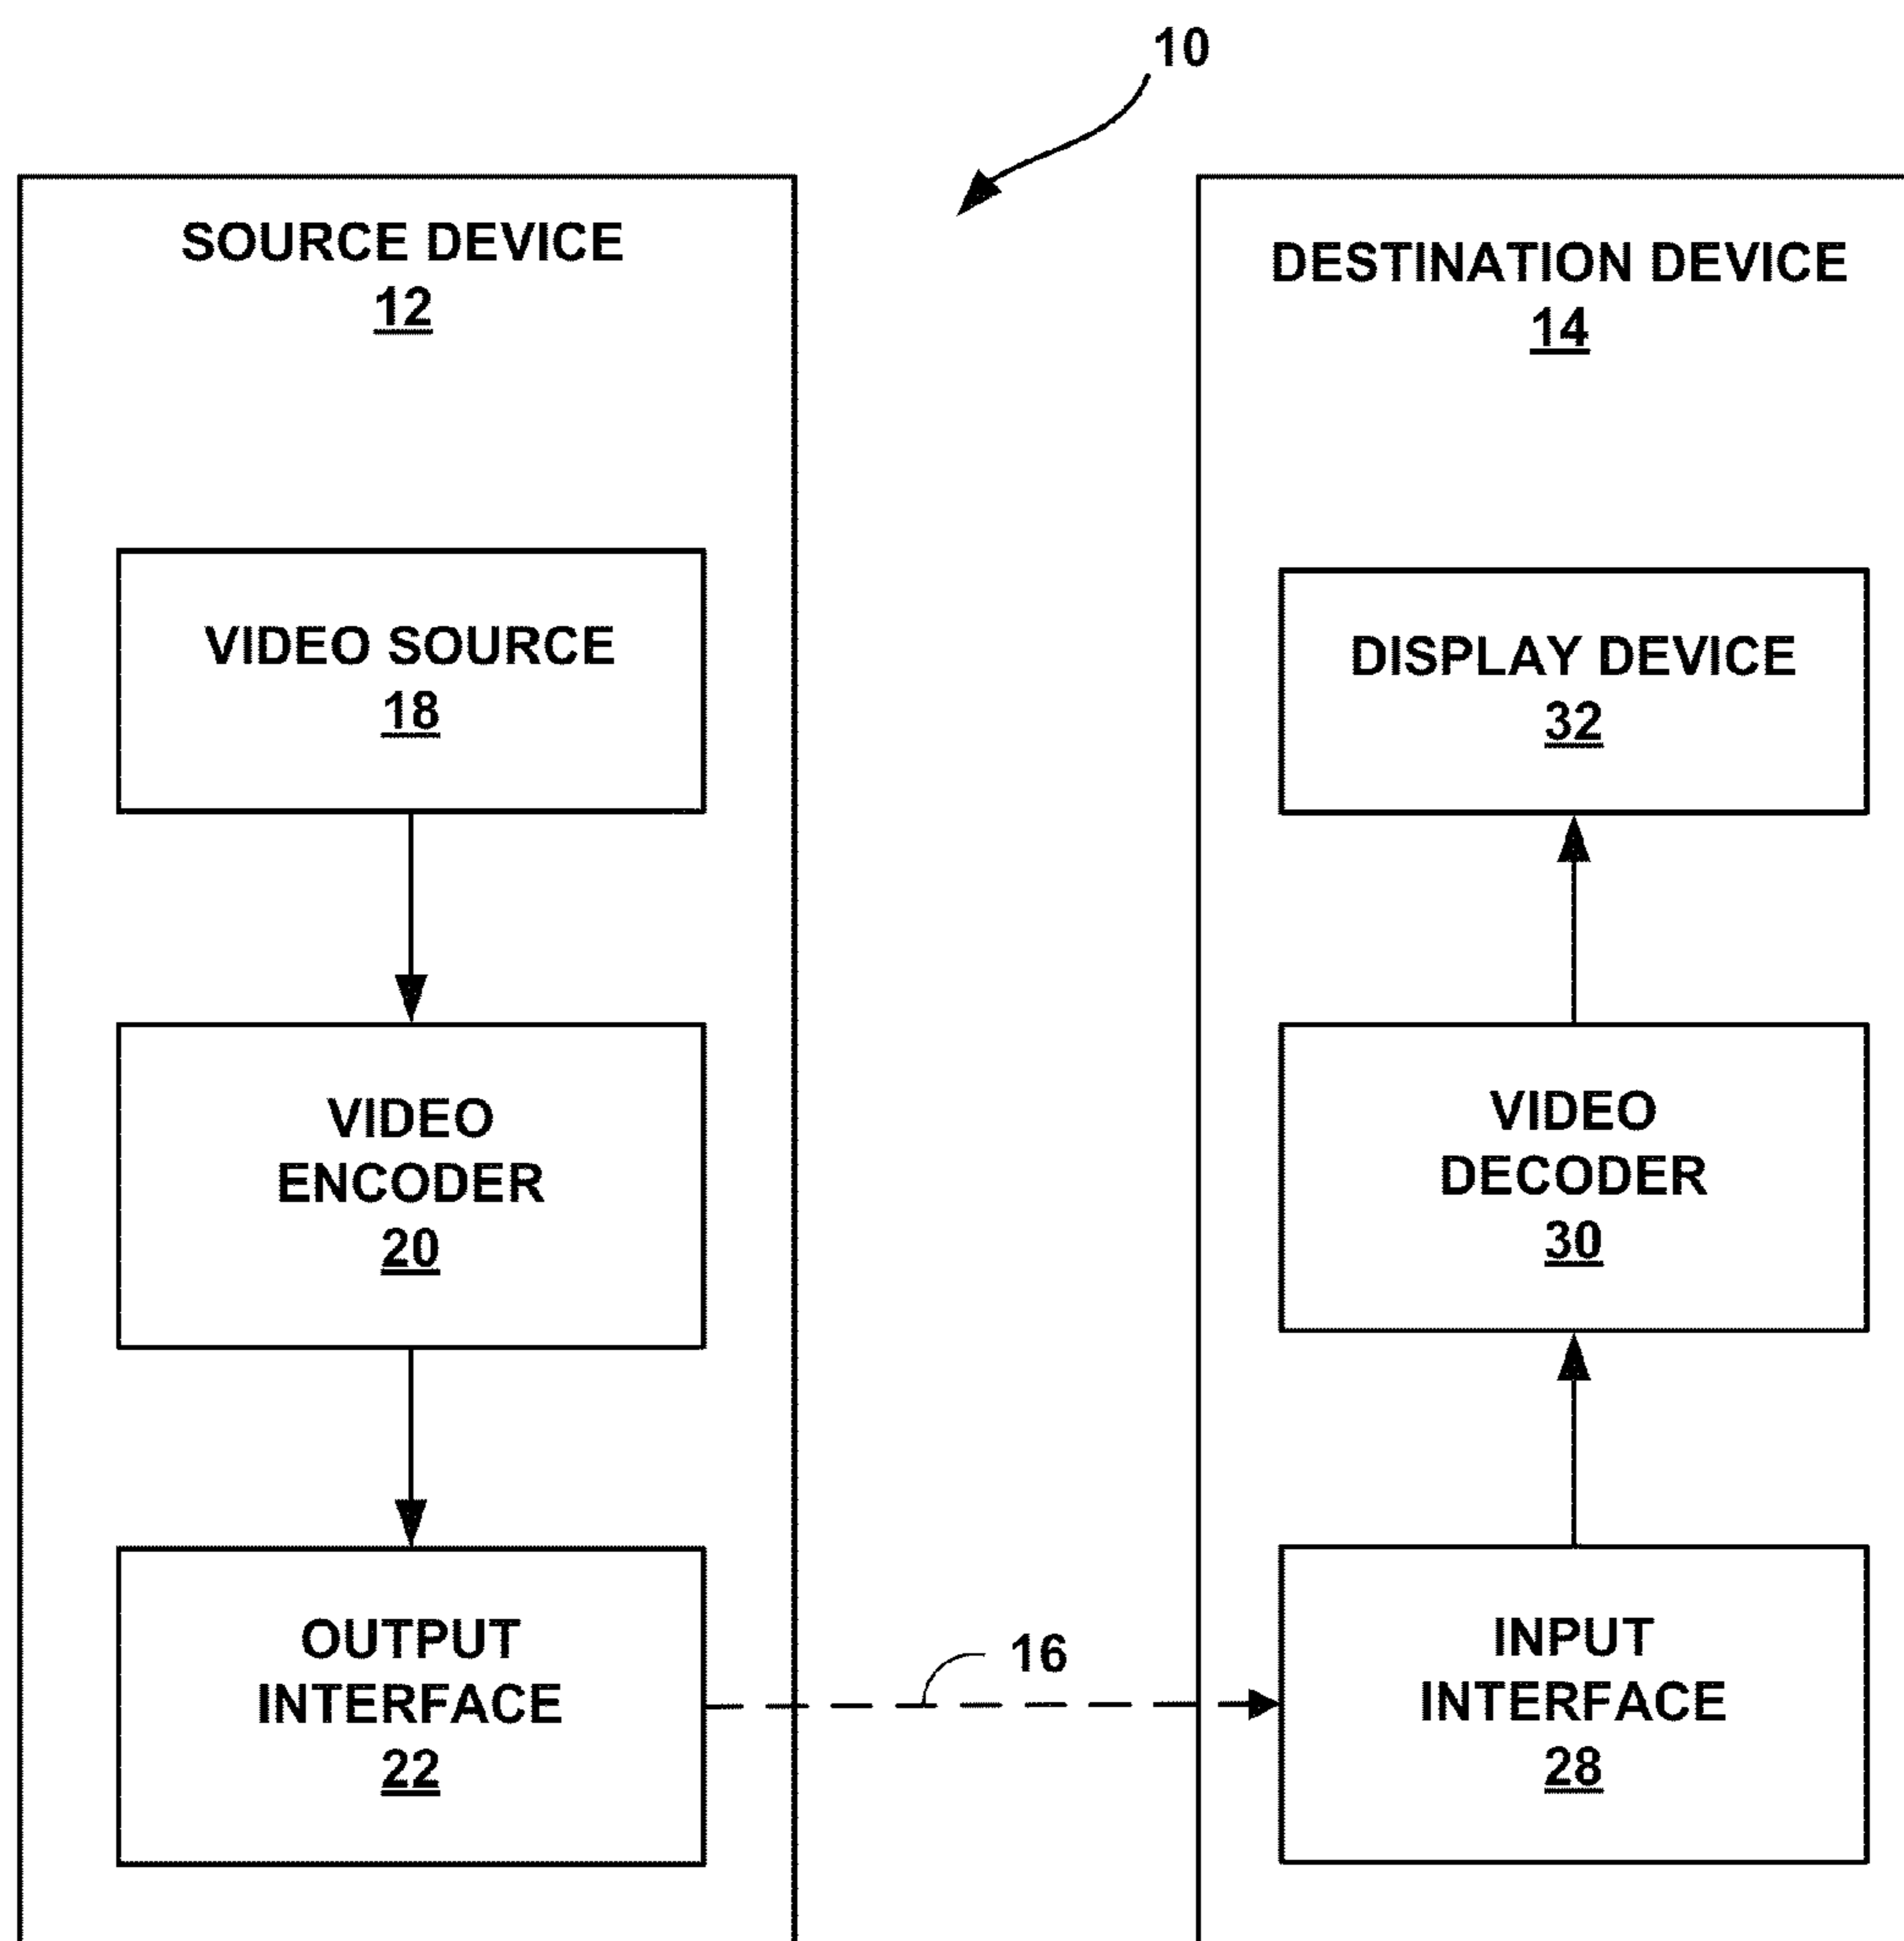 10
SOURCE DEVICE
12
VIDEO SOURCE
18
VIDEO
ENCODER
20
OUTPUT
INTERFACE
22
16
DESTINATION DEVICE
14
DISPLAY DEVICE
32
VIDEO
DECODER
30
INPUT
INTERFACE
28